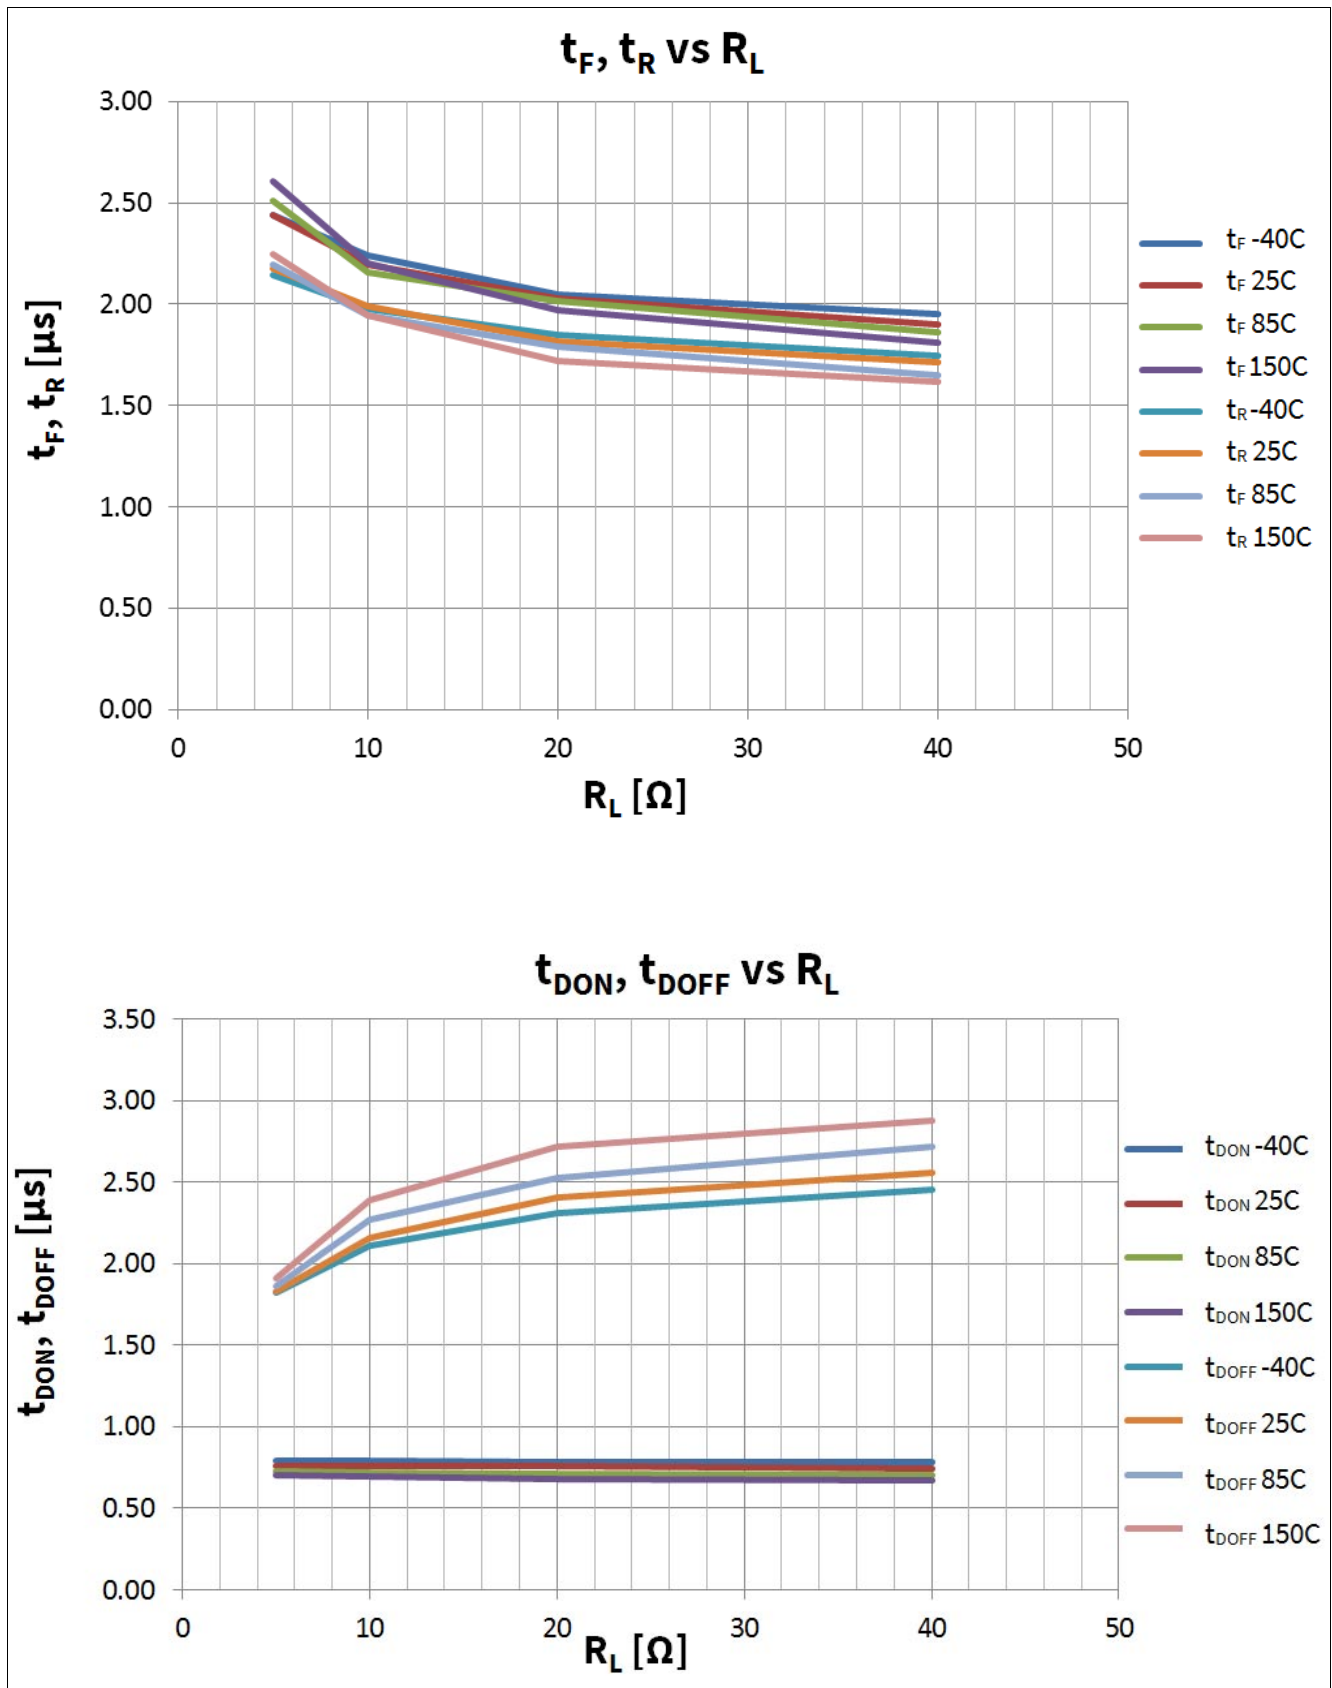 tF, tR vs RL
3.00
2.50
2.00
1.50
1.00
0.50
0.00
tF, tR [µs]
0 10 20 30 40 50
RL [Ω]
tF -40C
tF 25C
tF 85C
tF 150C
tR -40C
tR 25C
tF 85C
tR 150C
tDON, tDOFF vs RL
3.50
3.00
2.50
2.00
1.50
1.00
0.50
0.00
tDON, tDOFF [µs]
0 10 20 30 40 50
RL [Ω]
tDON -40C
tDON 25C
tDON 85C
tDON 150C
tDOFF -40C
tDOFF 25C
tDOFF 85C
tDOFF 150C